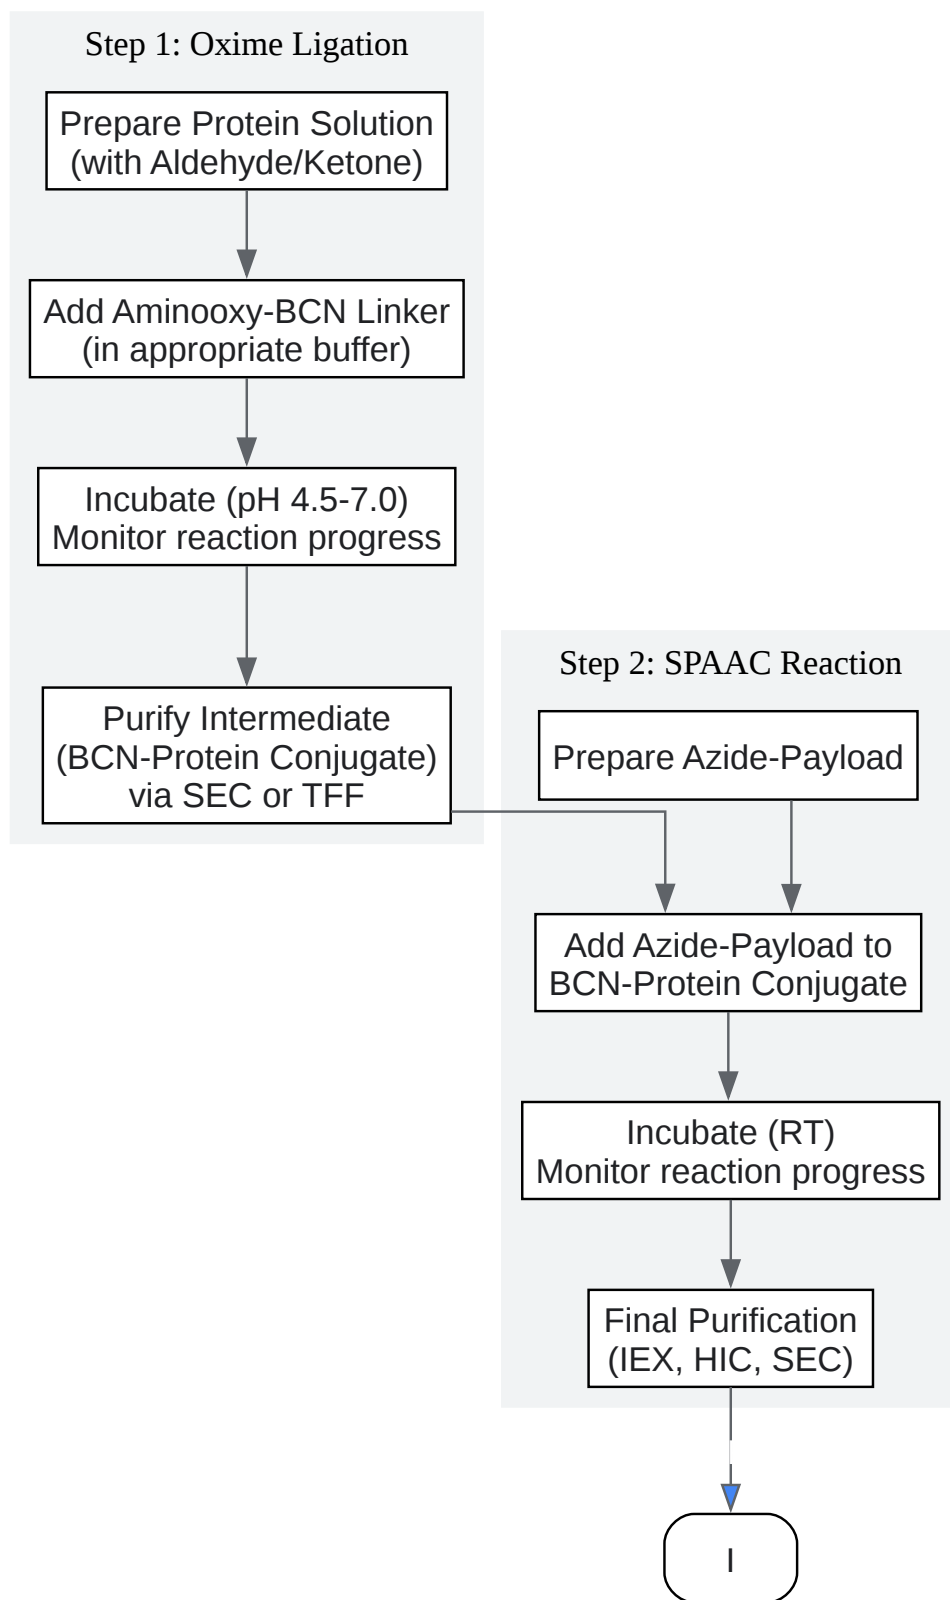 Step 1: Oxime Ligation
Prepare Protein Solution
(with Aldehyde/Ketone)
Add Aminooxy-BCN Linker
(in appropriate buffer)
Incubate (pH 4.5-7.0)
Monitor reaction progress
Purify Intermediate
(BCN-Protein Conjugate)
via SEC or TFF
Step 2: SPAAC Reaction
Prepare Azide-Payload
Add Azide-Payload to
BCN-Protein Conjugate
Incubate (RT)
Monitor reaction progress
Final Purification
(IEX, HIC, SEC)
I